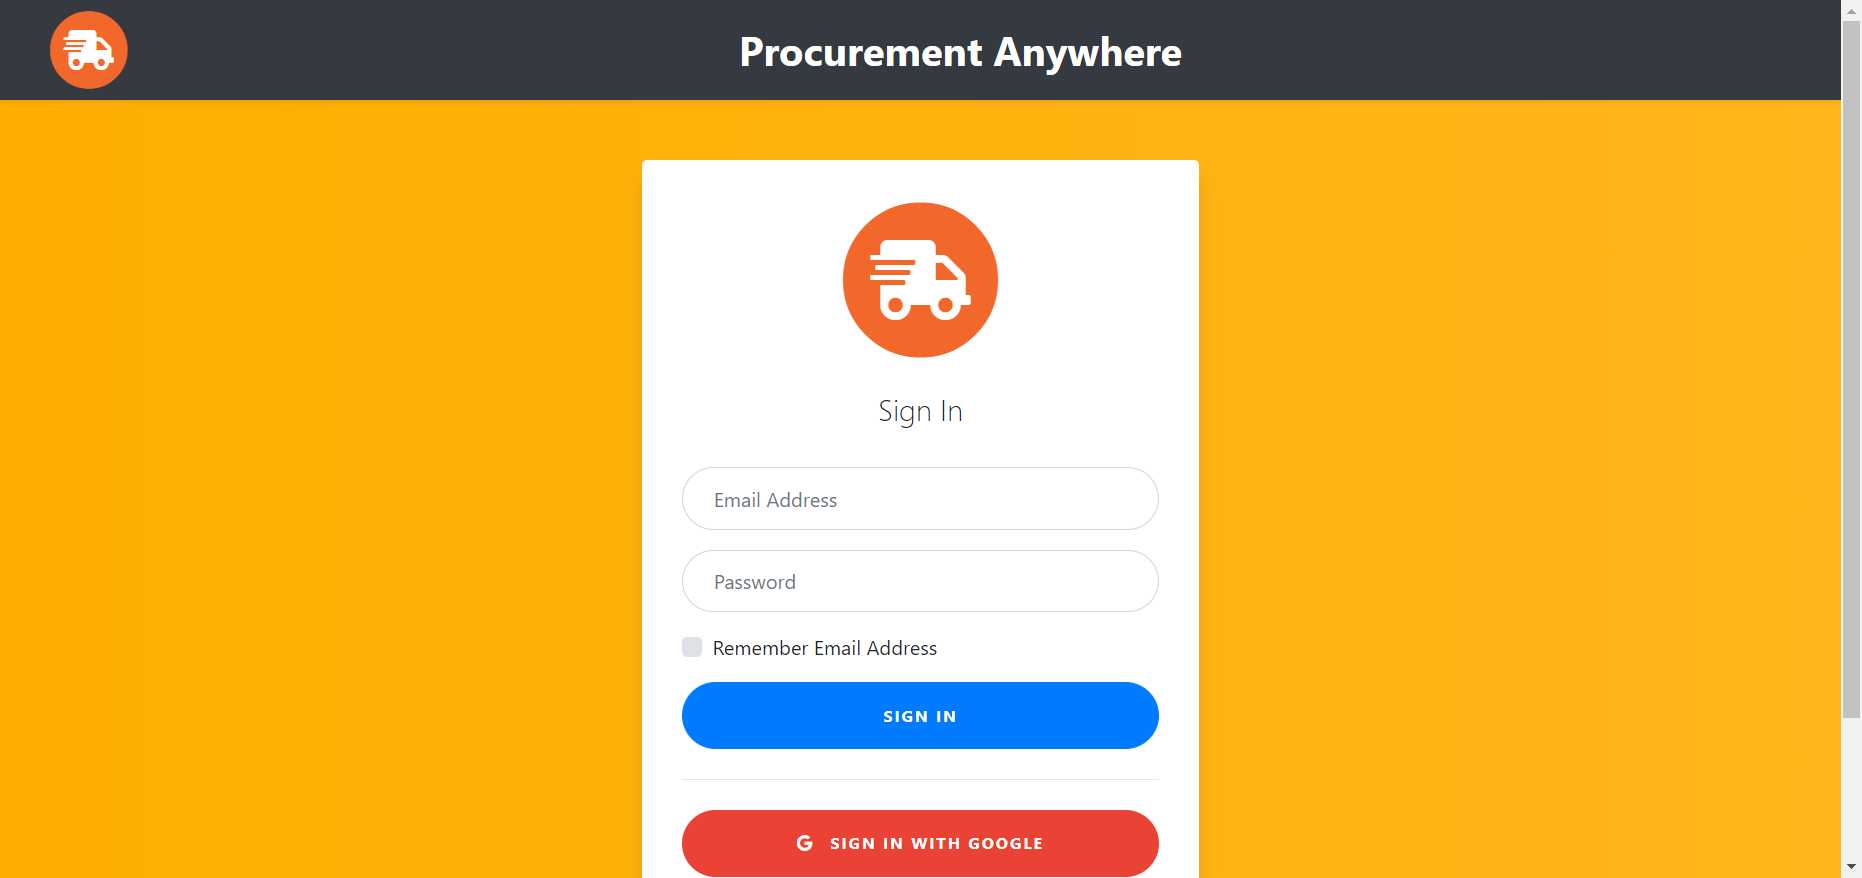 Procurement Anywhere
Sign In
Email Address
Password
Remember Email Address
SIGN IN
SIGN IN WITH GOOGLE